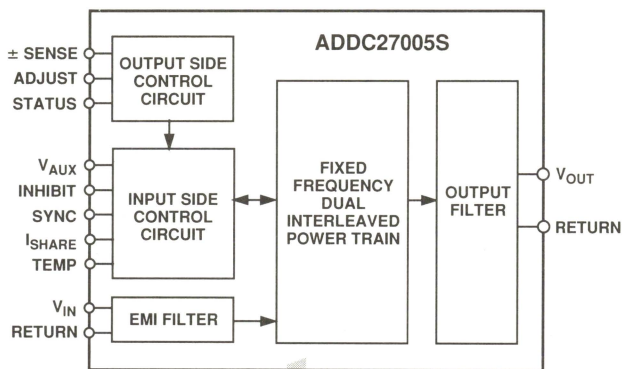 ADDC27005S
± SENSE
ADJUST
STATUS
OUTPUT SIDE
CONTROL
CIRCUIT
VAUX
INHIBIT
SYNC
ISHARE
TEMP
INPUT SIDE
CONTROL
CIRCUIT
VIN
RETURN
EMI FILTER
FIXED
FREQUENCY
DUAL
INTERLEAVED
POWER TRAIN
OUTPUT
FILTER
VOUT
RETURN